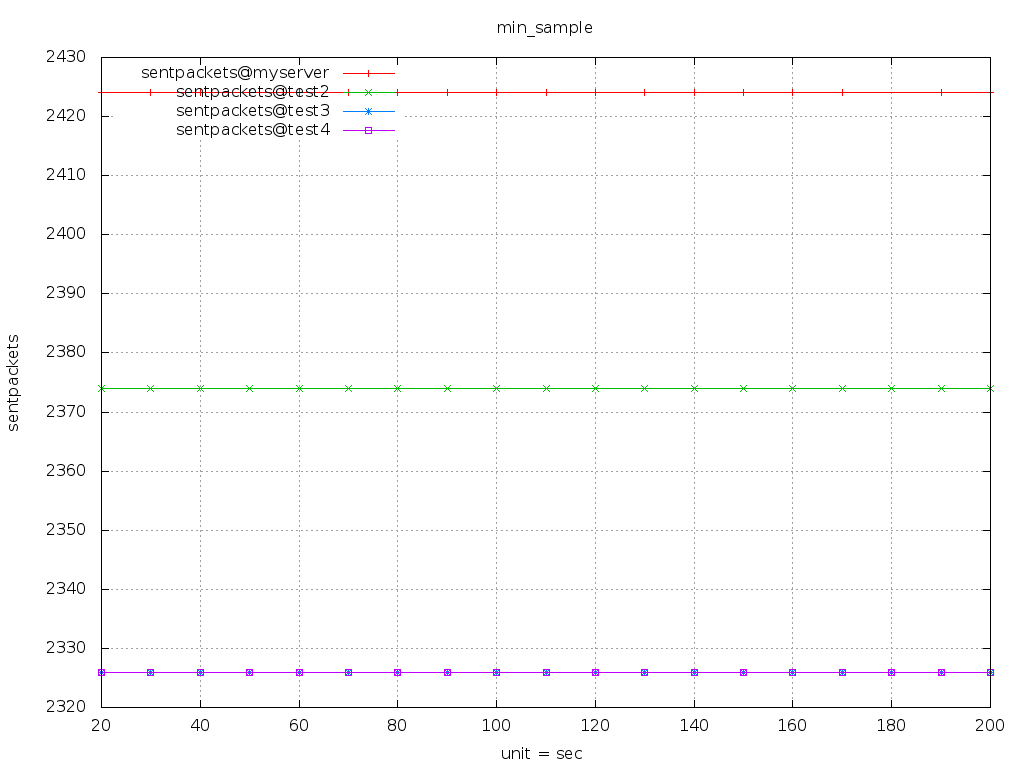 min_sample
2430
sentpackets@myserver
sentpackets@test2
2420
sentpackets@test3
sentpackets@test4
2410
2400
2390
2380
2370
2360
2350
2340
2330
2320
sentpackets
20 40 60 80 100 120 140 160 180 200
unit = sec